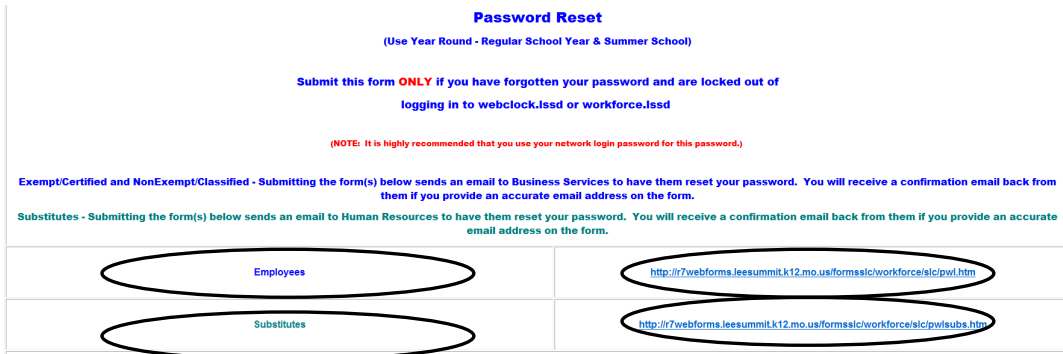 Password Reset
(Use Year Round - Regular School Year & Summer School)
Submit this form ONLY if you have forgotten your password and are locked out of
logging in to webclock.lssd or workforce.lssd
(NOTE:  It is highly recommended that you use your network login password for this password.)
Exempt/Certified and NonExempt/Classified - Submitting the form(s) below sends an email to Business Services to have them reset your password.  You will receive a confirmation email back from
them if you provide an accurate email address on the form.
Substitutes - Submitting the form(s) below sends an email to Human Resources to have them reset your password.  You will receive a confirmation email back from them if you provide an accurate
email address on the form.
Employees http://r7webforms.leesummit.k12.mo.us/formsslc/workforce/slc/pwl.htm
Substitutes http://r7webforms.leesummit.k12.mo.us/formsslc/workforce/slc/pwlsubs.htm